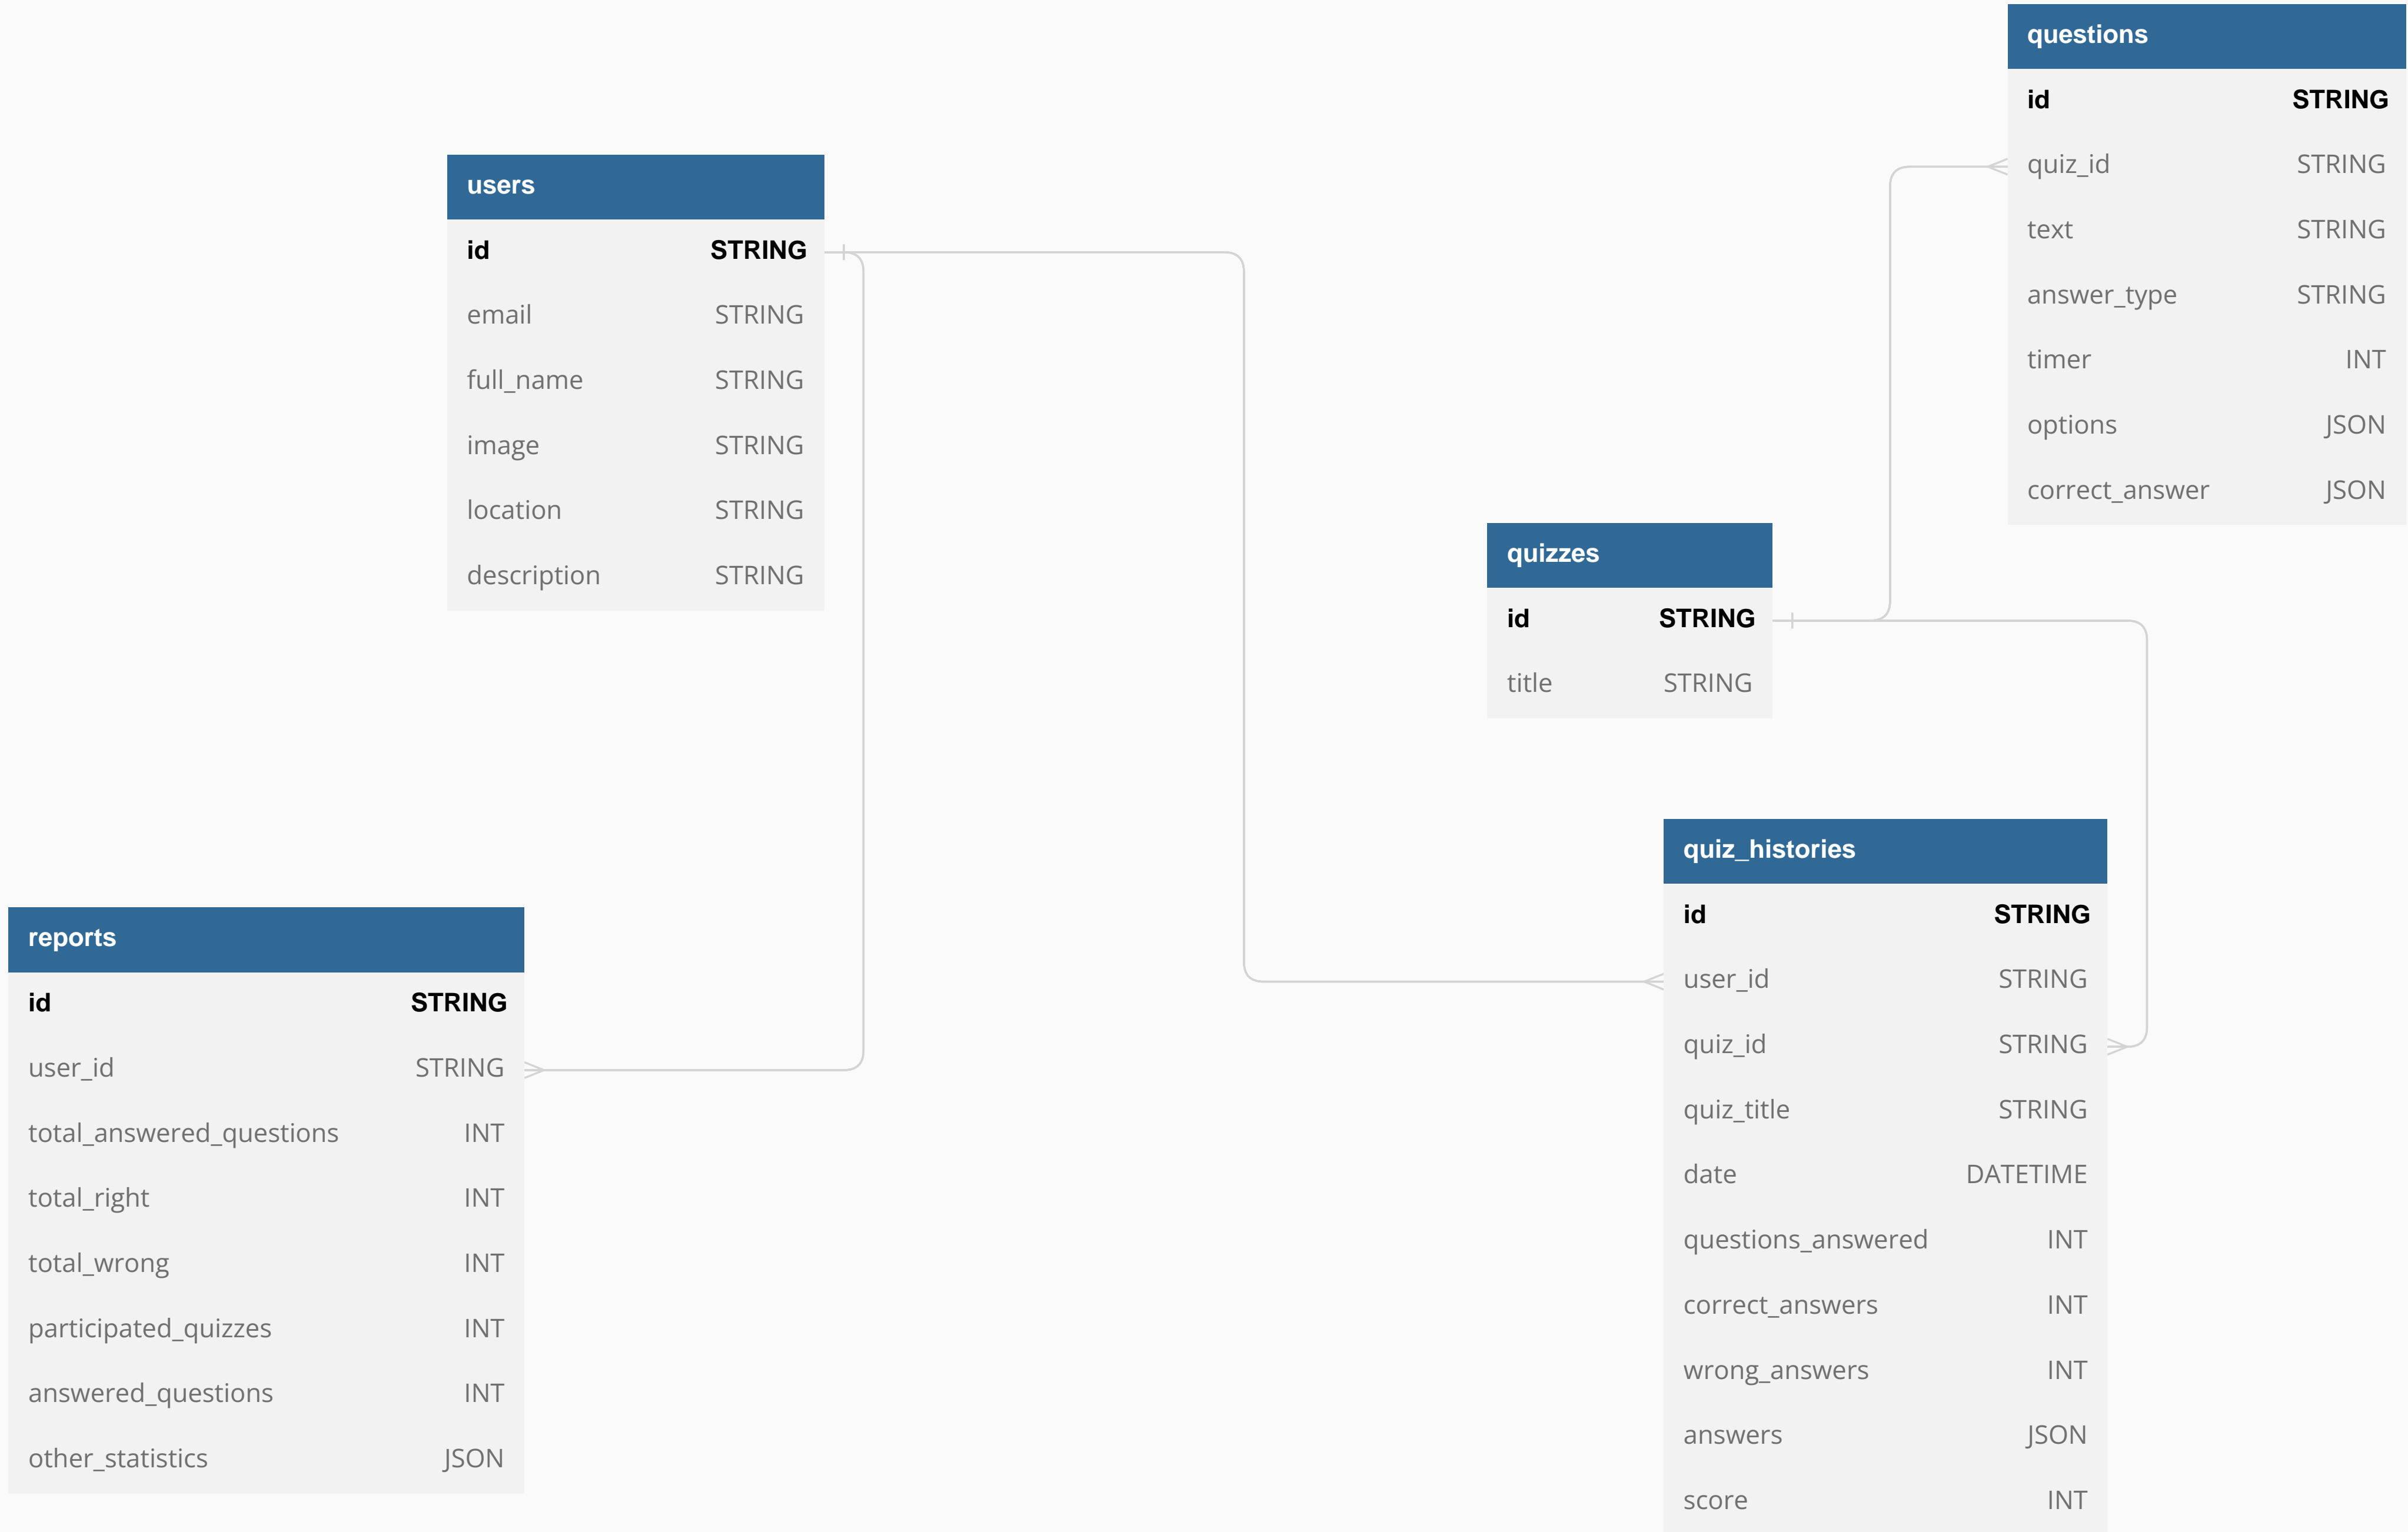 users
id STRING
email STRING
full_name STRING
image STRING
location STRING
description STRING
questions
id STRING
quiz_id STRING
text STRING
answer_type STRING
timer INT
options JSON
correct_answer JSON
quizzes
id STRING
title STRING
reports
id STRING
user_id STRING
total_answered_questions INT
total_right INT
total_wrong INT
participated_quizzes INT
answered_questions INT
other_statistics JSON
quiz_histories
id STRING
user_id STRING
quiz_id STRING
quiz_title STRING
date DATETIME
questions_answered INT
correct_answers INT
wrong_answers INT
answers JSON
score INT